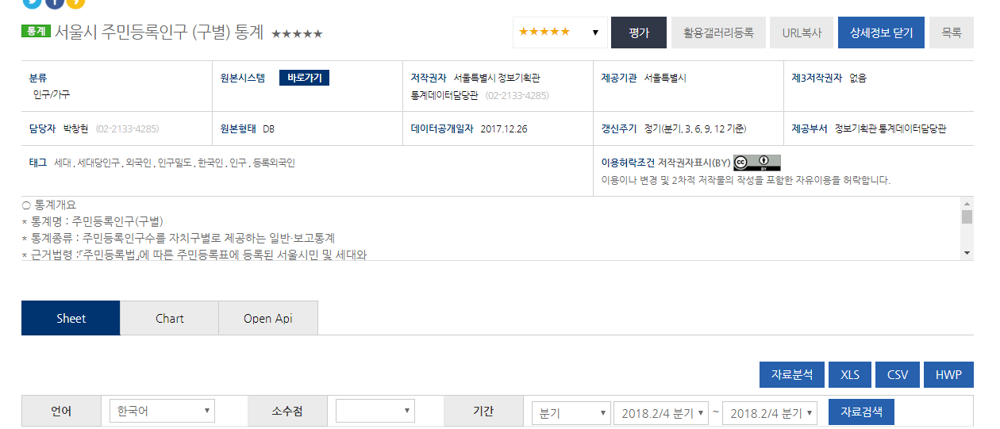 통계 서울시 주민등록인구 (구별) 통계 ★★★★★
★★★★★ ▼ 평가 활용갤러리등록 URL복사 상세정보 닫기 목록
분류
인구/가구
원본시스템 바로가기
저작권자 서울특별시 정보기획관
통계데이터담당관 (02-2133-4285)
제공기관 서울특별시
제3저작권자 없음
담당자 박창현 (02-2133-4285)
원본형태 DB
데이터공개일자 2017.12.26
갱신주기 정기(분기, 3, 6, 9, 12 기준)
제공부서 정보기획관 통계데이터담당관
태그 세대 , 세대당인구 , 외국인 , 인구밀도 , 한국인 , 인구 , 등록외국인
이용허락조건 저작권자표시(BY) cc BY
이용이나 변경 및 2차적 저작물의 작성을 포함한 자유이용을 허락합니다.
○ 통계개요
* 통계명 : 주민등록인구(구별)
* 통계종류 : 주민등록인구수를 자치구별로 제공하는 일반·보고통계
* 근거법령 :「주민등록법」에 따른 주민등록표에 등록된 서울시민 및 세대와
Sheet Chart Open Api
자료분석 XLS CSV HWP
언어 한국어 소수점 기간 분기 2018.2/4 분기 ~ 2018.2/4 분기 자료검색